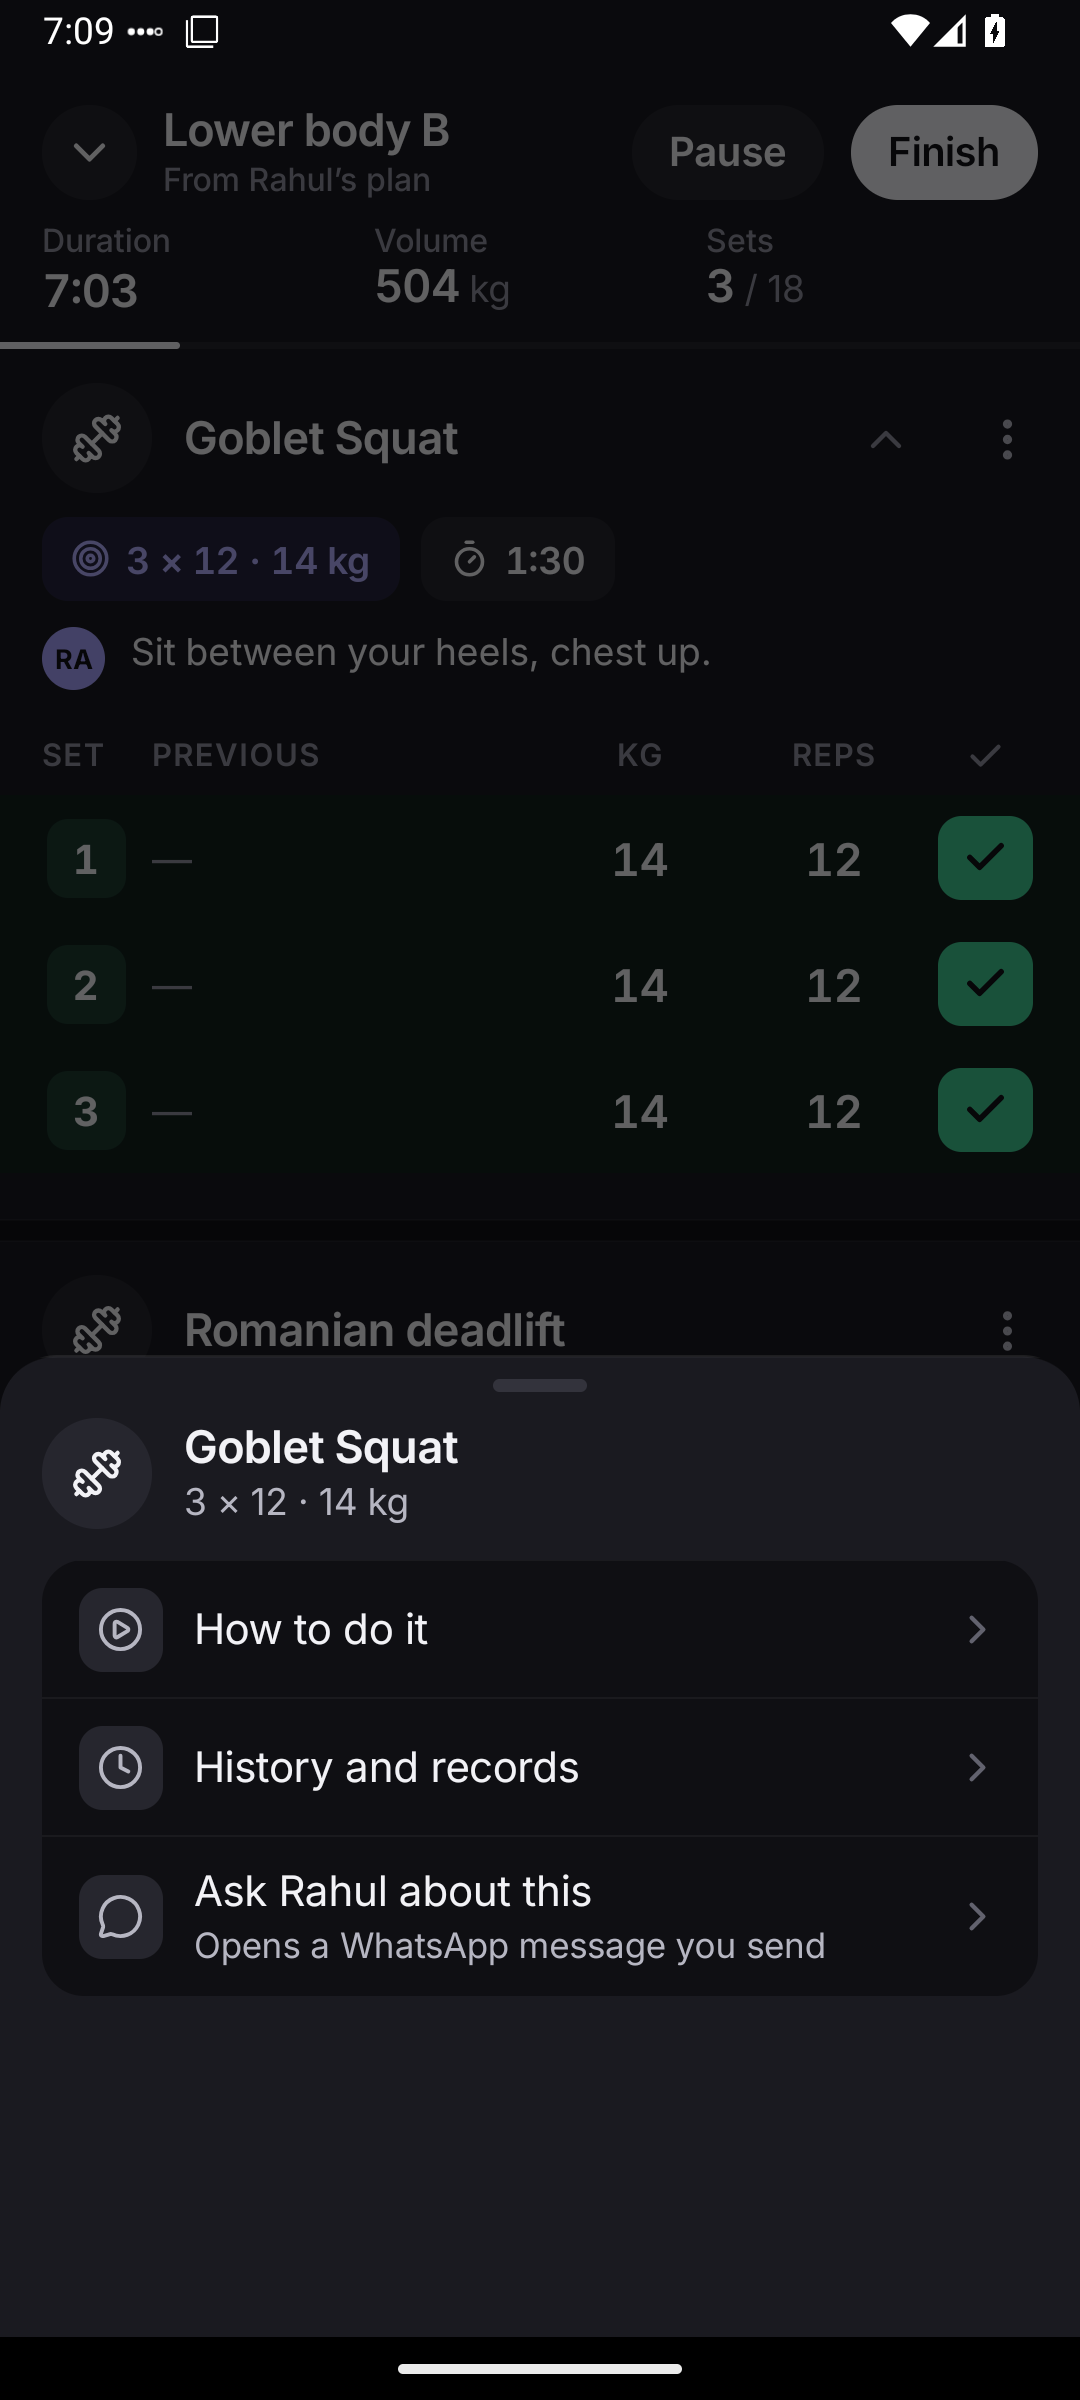 7:09
Lower body B
From Rahul's plan
Pause
Finish
Duration
Volume
Sets
7:03
504 kg
3 / 18
Goblet Squat
3 × 12 · 14 kg
1:30
RA
Sit between your heels, chest up.
SET PREVIOUS KG REPS
1 — 14 12
2 — 14 12
3 — 14 12
Romanian deadlift
Goblet Squat
3 × 12 · 14 kg
How to do it
History and records
Ask Rahul about this
Opens a WhatsApp message you send